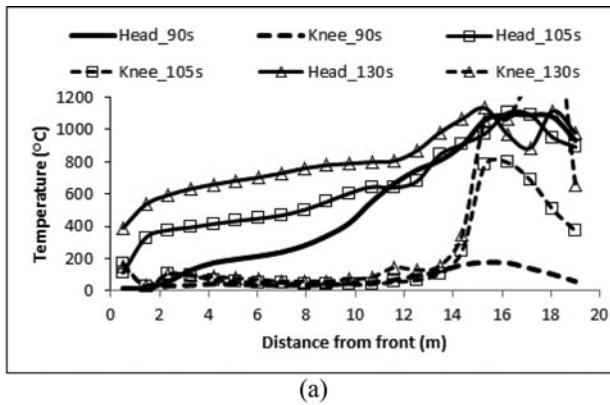 Head_90s Knee_90s Head_105s
Knee_105s Head_130s Knee_130s
1200
1000
800
600
400
200
0
Temperature (°C)
0 2 4 6 8 10 12 14 16 18 20
Distance from front (m)
(a)